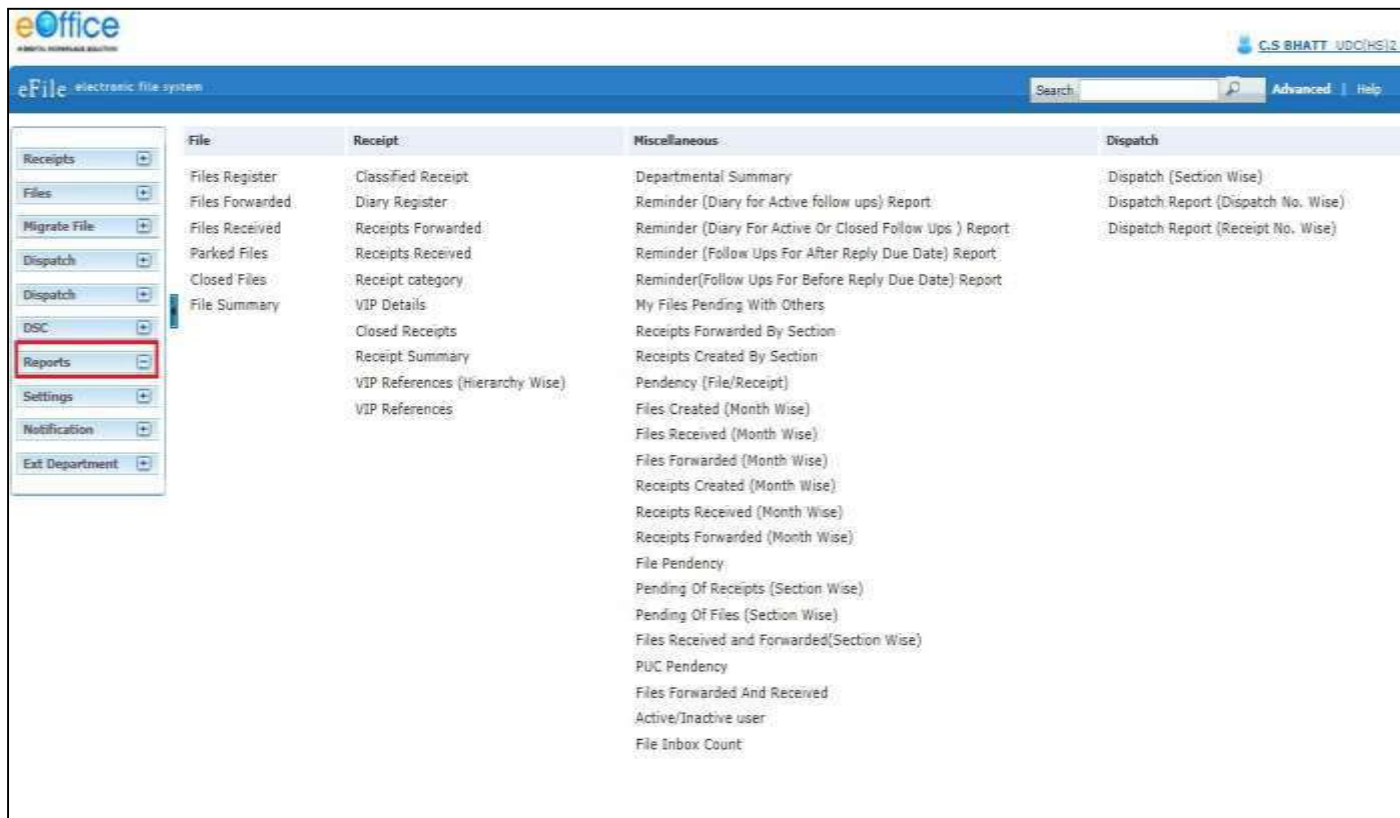 eOffice
A DIGITAL WORKPLACE SOLUTION
C.S BHATT UDC(HS)2
eFile electronic file system
Search
Advanced | Help
Receipts
Files
Migrate File
Dispatch
Dispatch
DSC
Reports
Settings
Notification
Ext Department
File
Files Register
Files Forwarded
Files Received
Parked Files
Closed Files
File Summary
Receipt
Classified Receipt
Diary Register
Receipts Forwarded
Receipts Received
Receipt category
VIP Details
Closed Receipts
Receipt Summary
VIP References (Hierarchy Wise)
VIP References
Miscellaneous
Departmental Summary
Reminder (Diary for Active follow ups) Report
Reminder (Diary For Active Or Closed Follow Ups ) Report
Reminder (Follow Ups For After Reply Due Date) Report
Reminder(Follow Ups For Before Reply Due Date) Report
My Files Pending With Others
Receipts Forwarded By Section
Receipts Created By Section
Pendency (File/Receipt)
Files Created (Month Wise)
Files Received (Month Wise)
Files Forwarded (Month Wise)
Receipts Created (Month Wise)
Receipts Received (Month Wise)
Receipts Forwarded (Month Wise)
File Pendency
Pending Of Receipts (Section Wise)
Pending Of Files (Section Wise)
Files Received and Forwarded(Section Wise)
PUC Pendency
Files Forwarded And Received
Active/Inactive user
File Inbox Count
Dispatch
Dispatch (Section Wise)
Dispatch Report (Dispatch No. Wise)
Dispatch Report (Receipt No. Wise)